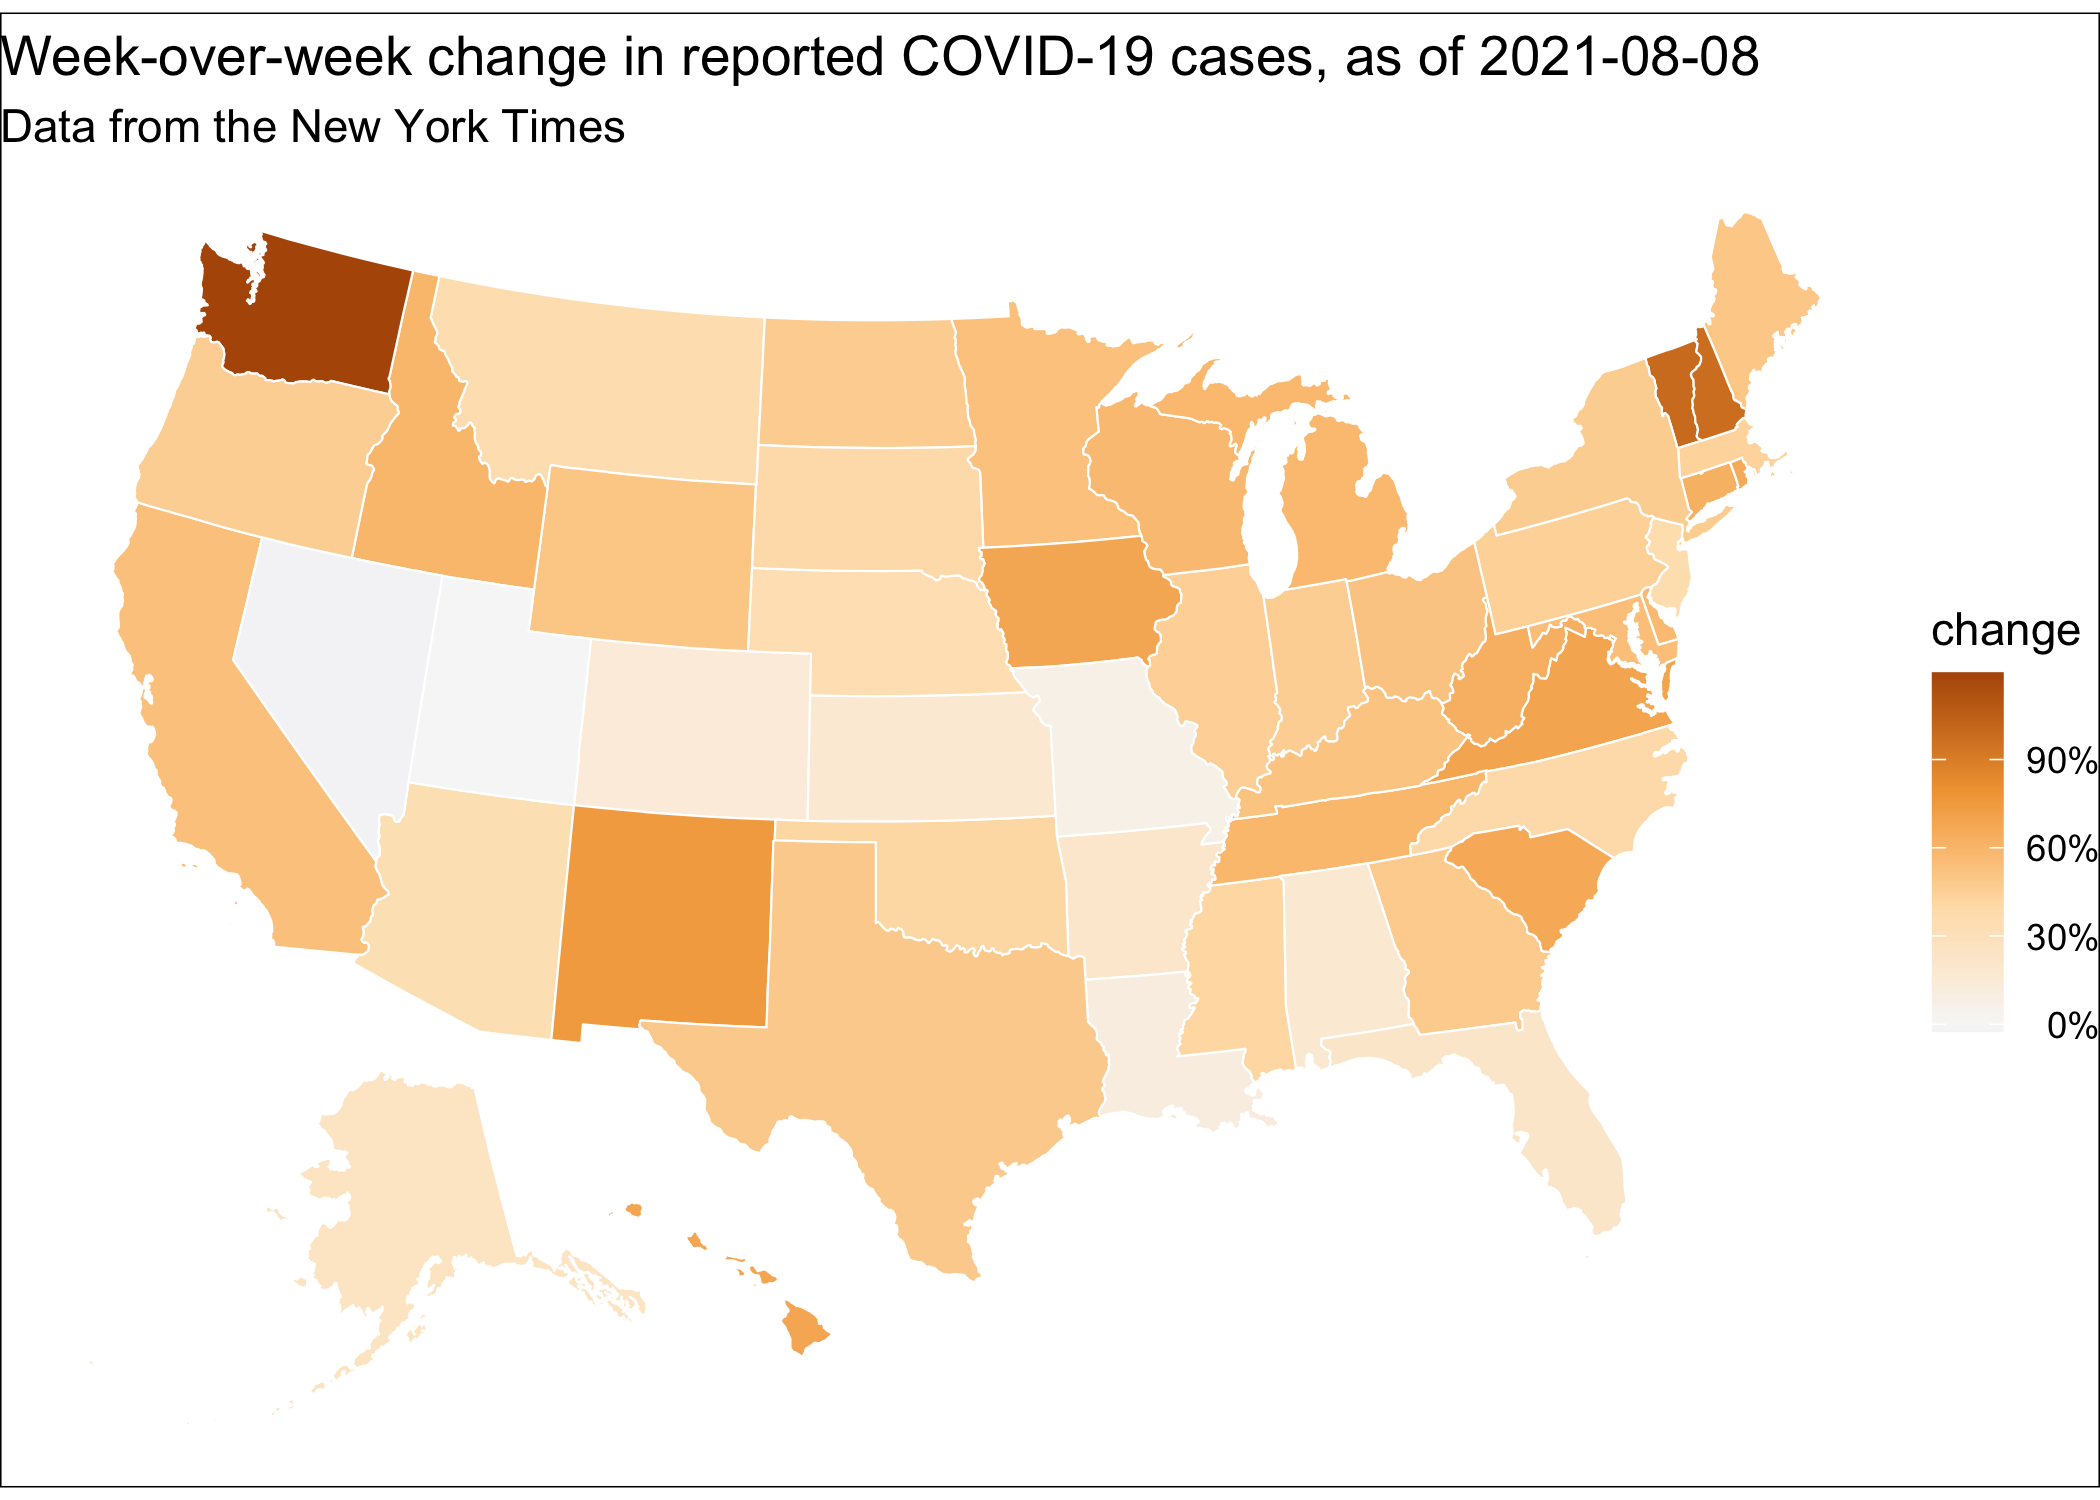 Week-over-week change in reported COVID-19 cases, as of 2021-08-08
Data from the New York Times
change
90%
60%
30%
0%